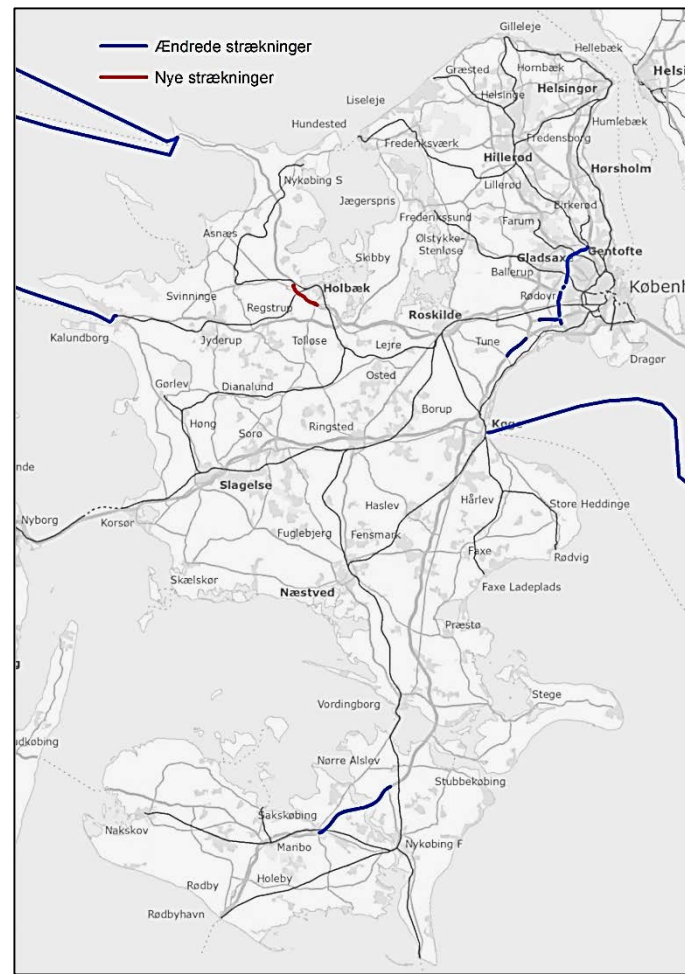 Ændrede strækninger
Nye strækninger
Gilleleje
Hellebæk
Græsted
Hornbæk
Helsinge
Helsingør
Liseleje
Hundested
Humlebæk
Frederiksværk
Fredensborg
Hillerød
Hørsholm
Nykøbing S
Lillerød
Jægerspris
Birkerød
Frederikssund
Farum
Asnæs
Ølstykke-
Stenløse
Gladsaxe
Gentofte
Skibby
Ballerup
Svinninge
Holbæk
Rødovre
Regstrup
Roskilde
Kalundborg
Jyderup
Tølløse
Lejre
Tune
Dragør
Gørlev
Dianalund
Osted
Høng
Sorø
Ringsted
Borup
Køge
Slagelse
Nyborg
Korsør
Haslev
Hårlev
Store Heddinge
Fuglebjerg
Fensmark
Faxe
Rødvig
Skælskør
Næstved
Faxe Ladeplads
Præstø
Vordingborg
Stege
Nørre Alslev
Stubbekøbing
Sakskøbing
Nakskov
Maribo
Nykøbing F
Rødby
Holeby
Rødbyhavn